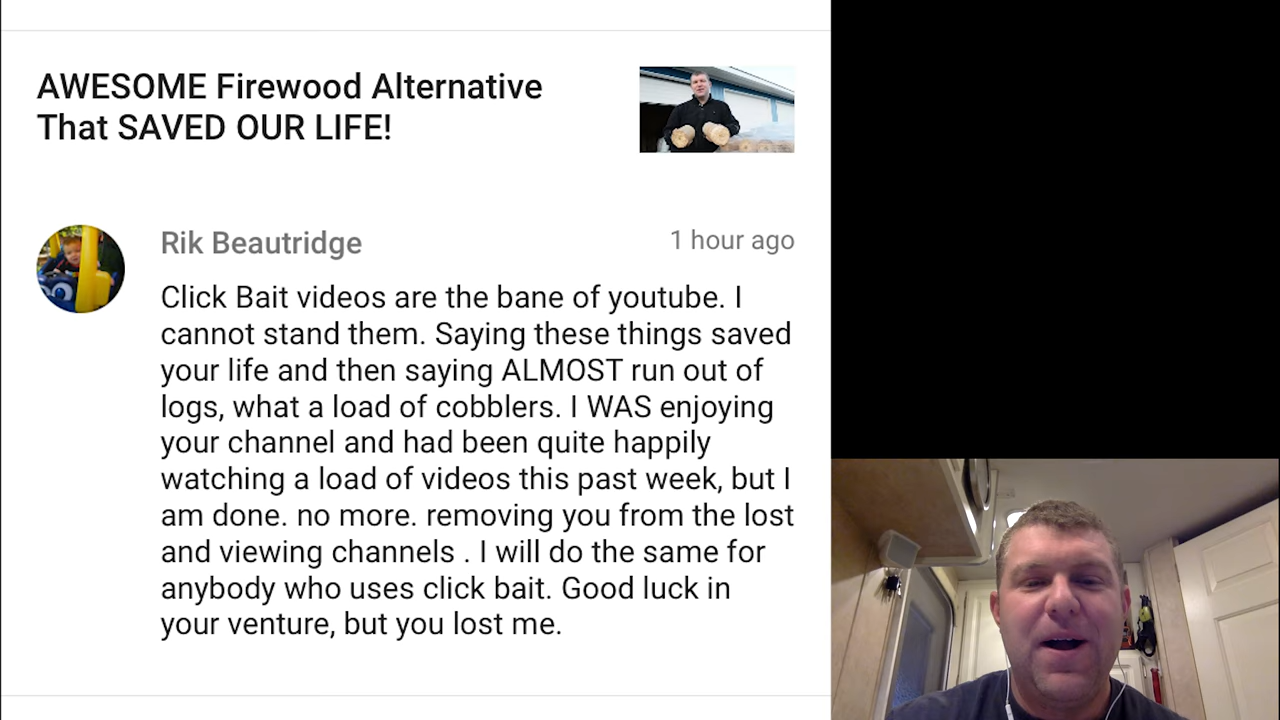 AWESOME Firewood Alternative
That SAVED OUR LIFE!
Rik Beautridge
1 hour ago
Click Bait videos are the bane of youtube. I
cannot stand them. Saying these things saved
your life and then saying ALMOST run out of
logs, what a load of cobblers. I WAS enjoying
your channel and had been quite happily
watching a load of videos this past week, but I
am done. no more. removing you from the lost
and viewing channels . I will do the same for
anybody who uses click bait. Good luck in
your venture, but you lost me.